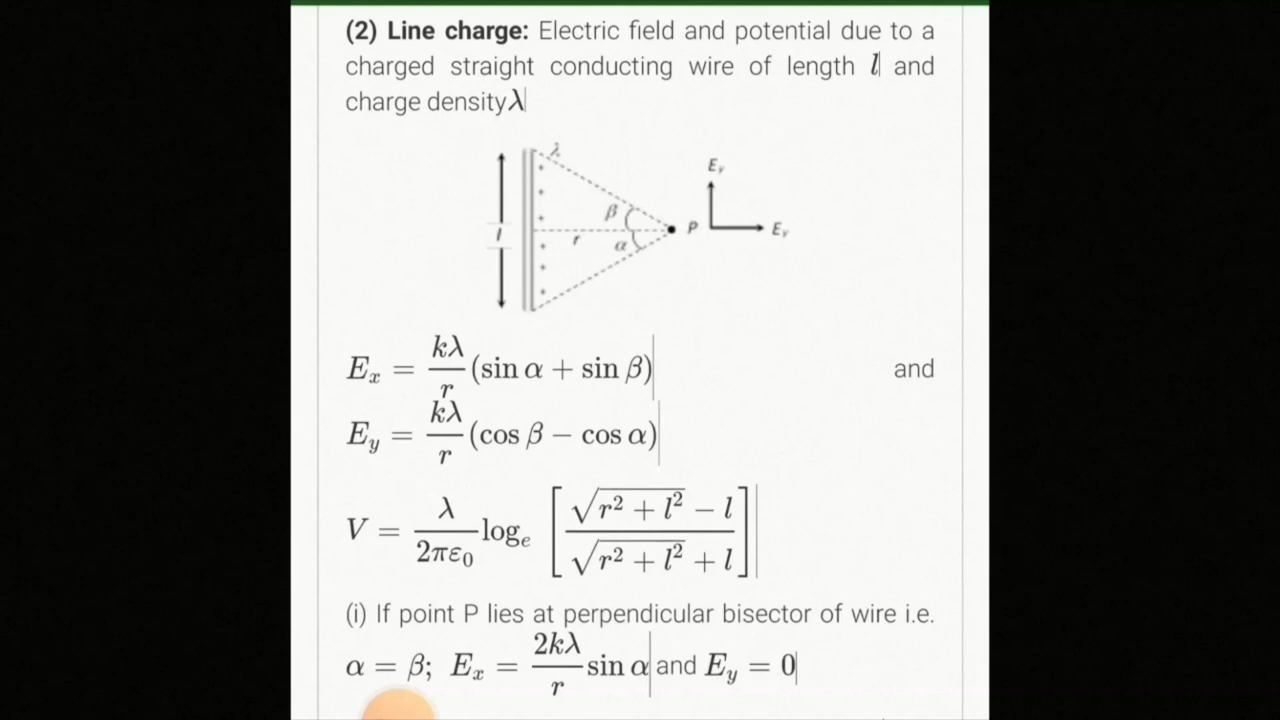 (2) Line charge: Electric field and potential due to a
charged straight conducting wire of length l and
charge density λ
λ
E_y
β
P
E_y
l
r
α
E_x = kλ/r (sin α + sin β) and
E_y = kλ/r (cos β − cos α)
V = λ/2πε₀ log_e [√(r² + l²) − l / √(r² + l²) + l]
(i) If point P lies at perpendicular bisector of wire i.e.
α = β; E_x = 2kλ/r sin α and E_y = 0